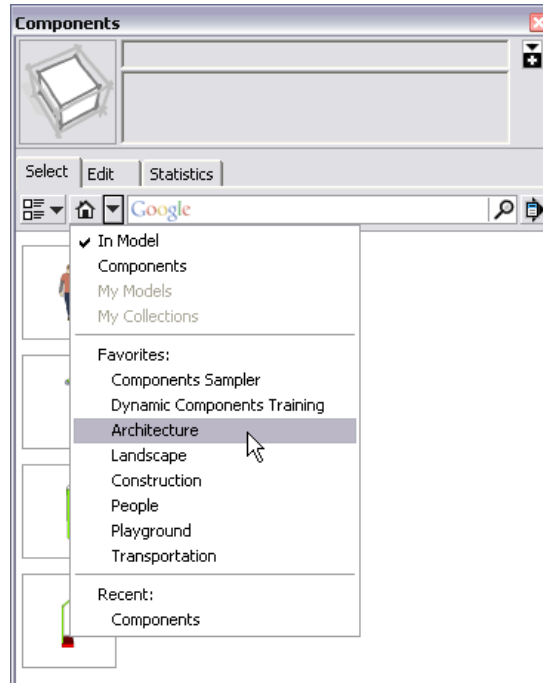 Components
Select Edit Statistics
Google
In Model
Components
My Models
My Collections
Favorites:
Components Sampler
Dynamic Components Training
Architecture
Landscape
Construction
People
Playground
Transportation
Recent:
Components